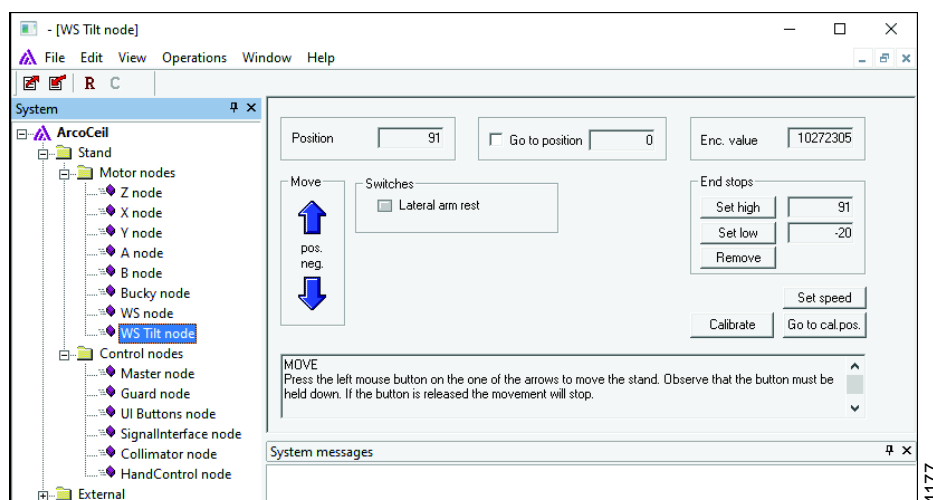 - [WS Tilt node]
File Edit View Operations Window Help
R C
System
ArcoCeil
Stand
Motor nodes
Z node
X node
Y node
A node
B node
Bucky node
WS node
WS Tilt node
Control nodes
Master node
Guard node
UI Buttons node
SignalInterface node
Collimator node
HandControl node
External
Position 91
Go to position 0
Enc. value 10272305
Move
pos.
neg.
Switches
Lateral arm rest
End stops
Set high 91
Set low -20
Remove
Set speed
Calibrate Go to cal.pos.
MOVE
Press the left mouse button on the one of the arrows to move the stand. Observe that the button must be
held down. If the button is released the movement will stop.
System messages
1177